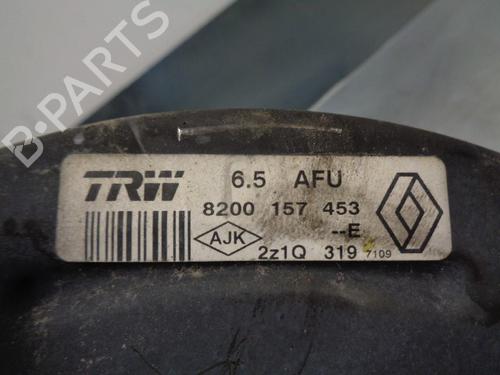 B-PARTS
TRW 6.5 AFU
8200 157 453
--E
AJK
2z1Q 319 7109